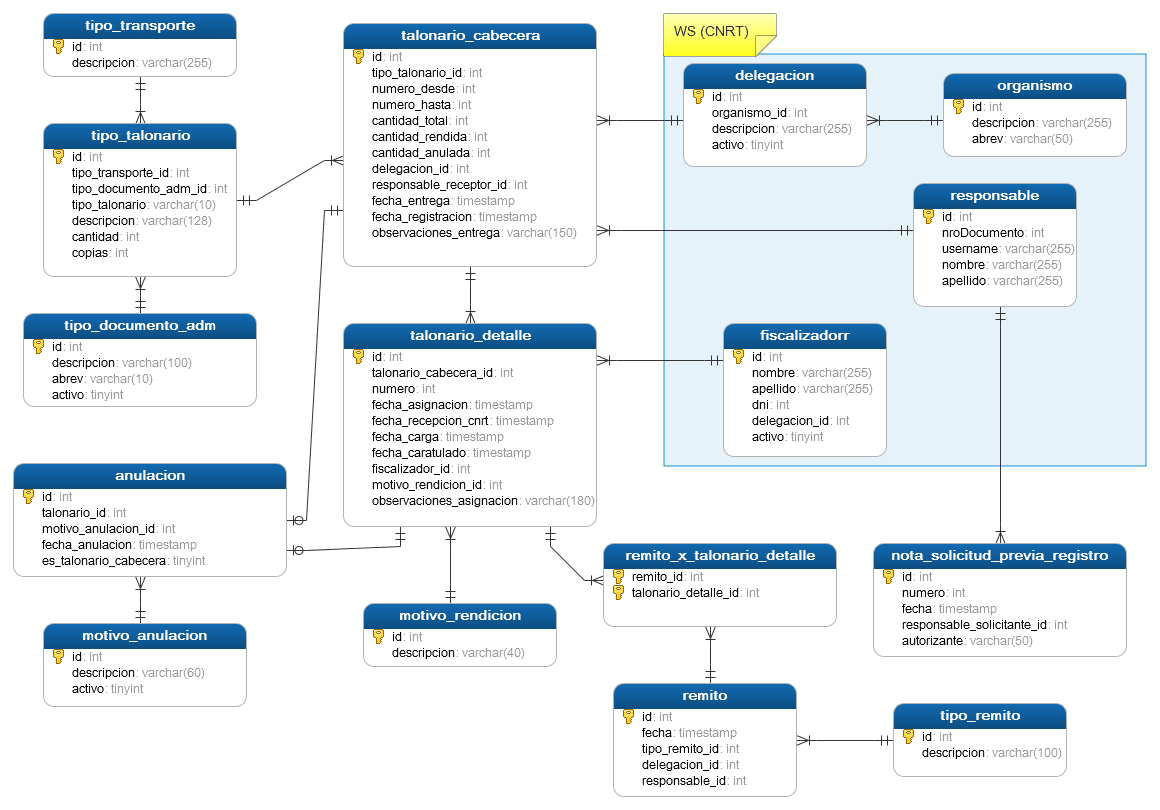 tipo_transporte
id: int
descripcion: varchar(255)
talonario_cabecera
id: int
tipo_talonario_id: int
numero_desde: int
numero_hasta: int
cantidad_total: int
cantidad_rendida: int
cantidad_anulada: int
delegacion_id: int
responsable_receptor_id: int
fecha_entrega: timestamp
fecha_registracion: timestamp
observaciones_entrega: varchar(150)
WS (CNRT)
delegacion
id: int
organismo_id: int
descripcion: varchar(255)
activo: tinyint
organismo
id: int
descripcion: varchar(255)
abrev: varchar(50)
tipo_talonario
id: int
tipo_transporte_id: int
tipo_documento_adm_id: int
tipo_talonario: varchar(10)
descripcion: varchar(128)
cantidad: int
copias: int
responsable
id: int
nroDocumento: int
username: varchar(255)
nombre: varchar(255)
apellido: varchar(255)
tipo_documento_adm
id: int
descripcion: varchar(100)
abrev: varchar(10)
activo: tinyint
talonario_detalle
id: int
talonario_cabecera_id: int
numero: int
fecha_asignacion: timestamp
fecha_recepcion_cnrt: timestamp
fecha_carga: timestamp
fecha_caratulado: timestamp
fiscalizador_id: int
motivo_rendicion_id: int
observaciones_asignacion: varchar(180)
fiscalizadorr
id: int
nombre: varchar(255)
apellido: varchar(255)
dni: int
delegacion_id: int
activo: tinyint
anulacion
id: int
talonario_id: int
motivo_anulacion_id: int
fecha_anulacion: timestamp
es_talonario_cabecera: tinyint
remito_x_talonario_detalle
remito_id: int
talonario_detalle_id: int
nota_solicitud_previa_registro
id: int
numero: int
fecha: timestamp
responsable_solicitante_id: int
autorizante: varchar(50)
motivo_anulacion
id: int
descripcion: varchar(60)
activo: tinyint
motivo_rendicion
id: int
descripcion: varchar(40)
remito
id: int
fecha: timestamp
tipo_remito_id: int
delegacion_id: int
responsable_id: int
tipo_remito
id: int
descripcion: varchar(100)